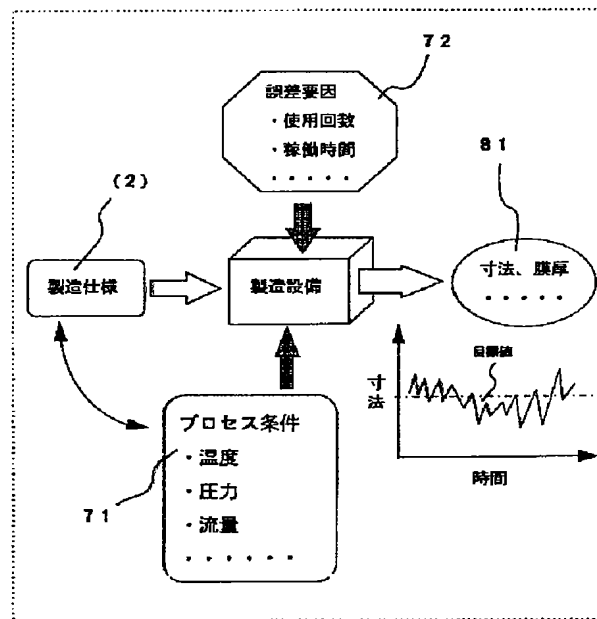 72
誤差要因
・使用回数
・稼働時間
・・・・・
81
(2)
製造仕様
製造設備
寸法、膜厚
・・・・・
目標値
寸法
時間
プロセス条件
・温度
・圧力
・流量
・・・・・・
71